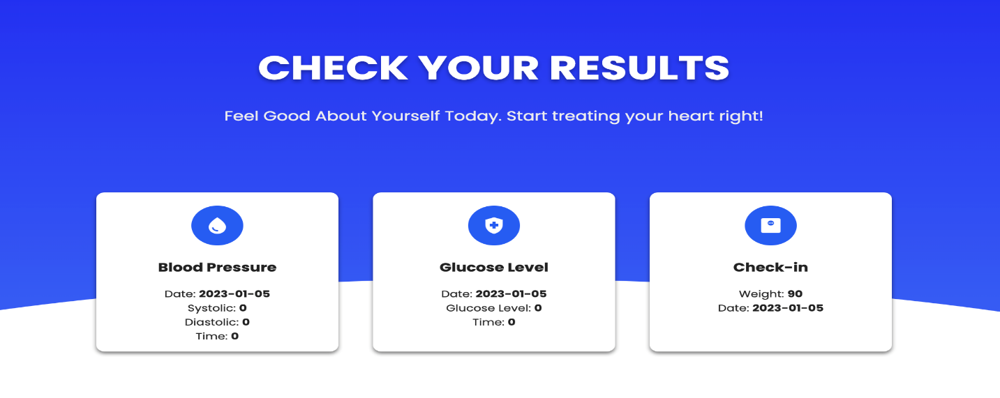 CHECK YOUR RESULTS
Feel Good About Yourself Today. Start treating your heart right!
Blood Pressure
Date: 2023-01-05
Systolic: 0
Diastolic: 0
Time: 0
Glucose Level
Date: 2023-01-05
Glucose Level: 0
Time: 0
Check-in
Weight: 90
Date: 2023-01-05